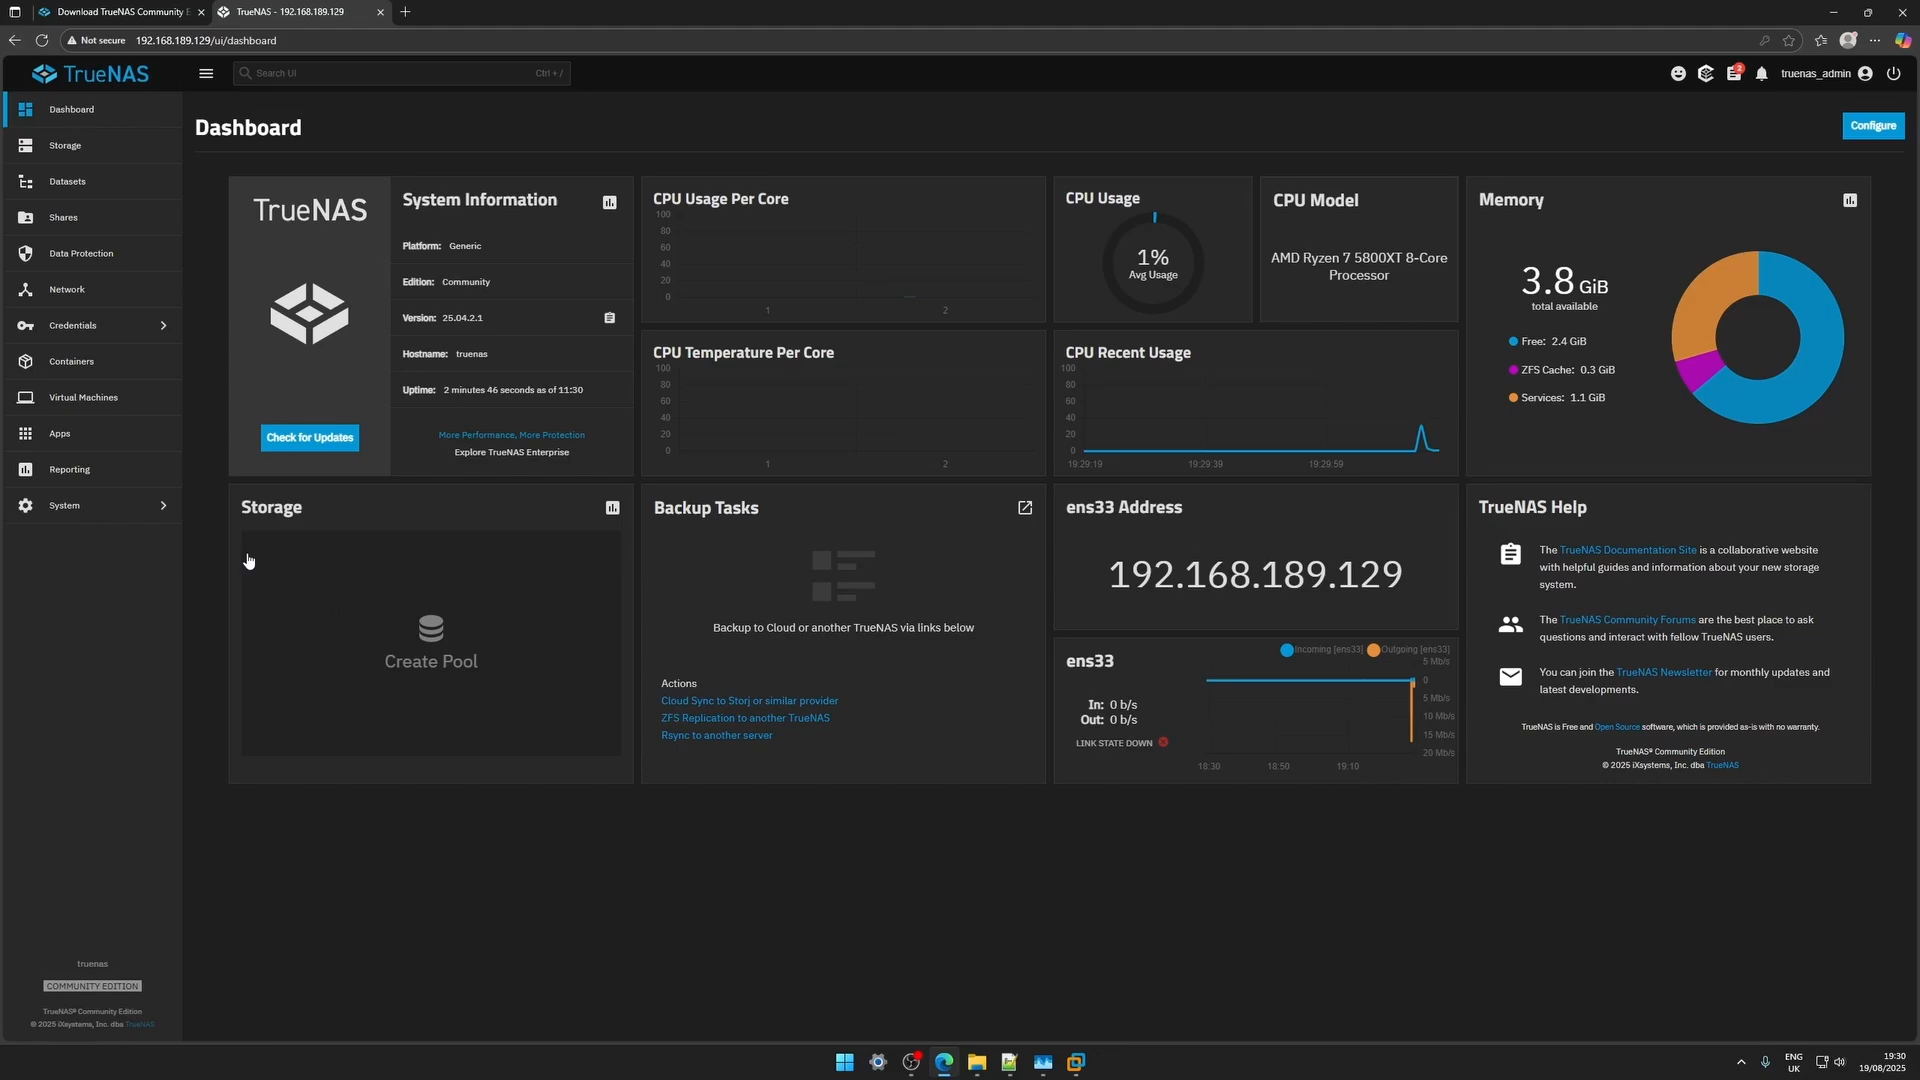 Download TrueNAS Community E
TrueNAS - 192.168.189.129
Not secure
192.168.189.129/ui/dashboard
TrueNAS
Search UI
Ctrl + /
2
truenas_admin
Dashboard
Storage
Datasets
Shares
Data Protection
Network
Credentials
Containers
Virtual Machines
Apps
Reporting
System
truenas
COMMUNITY EDITION
TrueNAS® Community Edition
© 2025 iXsystems, Inc. dba TrueNAS
Dashboard
Configure
TrueNAS
Check for Updates
System Information
Platform: Generic
Edition: Community
Version: 25.04.2.1
Hostname: truenas
Uptime: 2 minutes 46 seconds as of 11:30
More Performance, More Protection
Explore TrueNAS Enterprise
CPU Usage Per Core
100
80
60
40
20
0
1
2
CPU Usage
1%
Avg Usage
CPU Model
AMD Ryzen 7 5800XT 8-Core
Processor
CPU Temperature Per Core
100
80
60
40
20
0
1
2
CPU Recent Usage
100
80
60
40
20
0
19:29:19
19:29:39
19:29:59
Memory
3.8 GiB
total available
Free: 2.4 GiB
ZFS Cache: 0.3 GiB
Services: 1.1 GiB
Storage
Create Pool
Backup Tasks
Backup to Cloud or another TrueNAS via links below
Actions
Cloud Sync to Storj or similar provider
ZFS Replication to another TrueNAS
Rsync to another server
ens33 Address
192.168.189.129
ens33
Incoming [ens33]
Outgoing [ens33]
In: 0 b/s
Out: 0 b/s
LINK STATE DOWN
5 Mb/s
0
5 Mb/s
10 Mb/s
15 Mb/s
20 Mb/s
18:30
18:50
19:10
TrueNAS Help
The TrueNAS Documentation Site is a collaborative website
with helpful guides and information about your new storage
system.
The TrueNAS Community Forums are the best place to ask
questions and interact with fellow TrueNAS users.
You can join the TrueNAS Newsletter for monthly updates and
latest developments.
TrueNAS is Free and Open Source software, which is provided as-is with no warranty.
TrueNAS® Community Edition
© 2025 iXsystems, Inc. dba TrueNAS
ENG
UK
19:30
19/08/2025